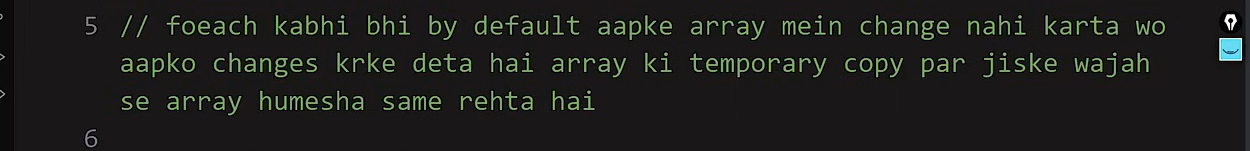 5 // foeach kabhi bhi by default aapke array mein change nahi karta wo
aapko changes krke deta hai array ki temporary copy par jiske wajah
se array humesha same rehta hai
6